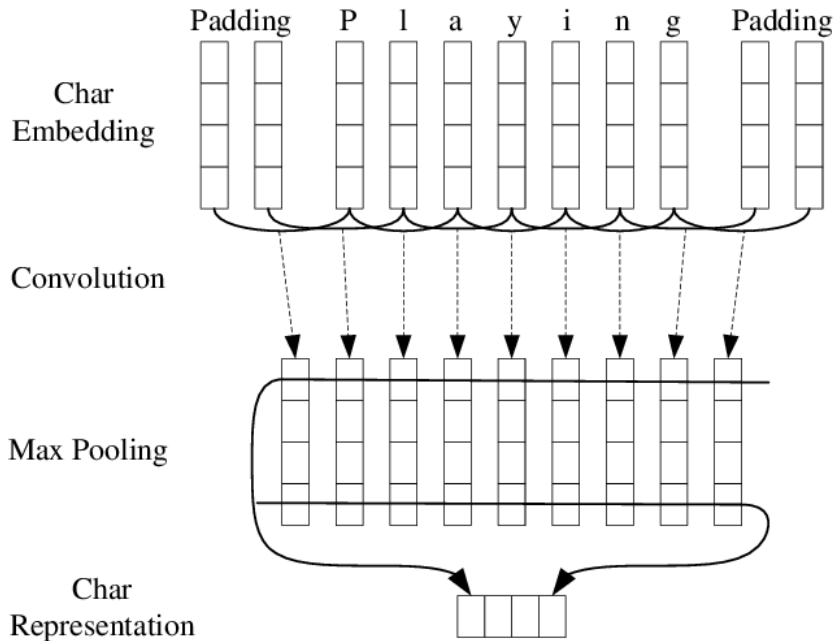 Padding P l a y i n g Padding
Char
Embedding
Convolution
Max Pooling
Char
Representation